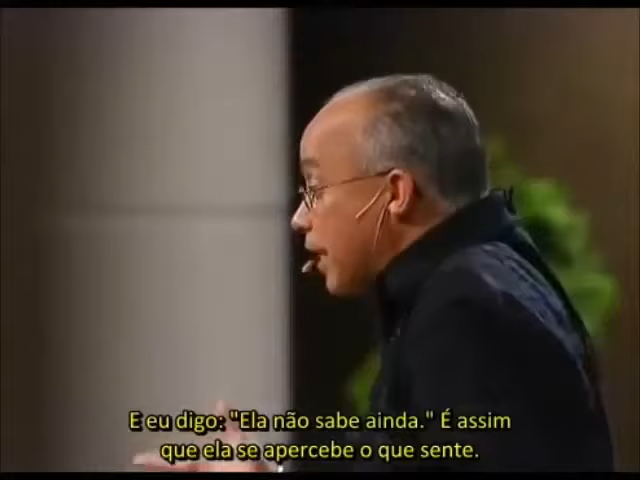 E eu digo: "Ela não sabe ainda." É assim
que ela se apercebe o que sente.